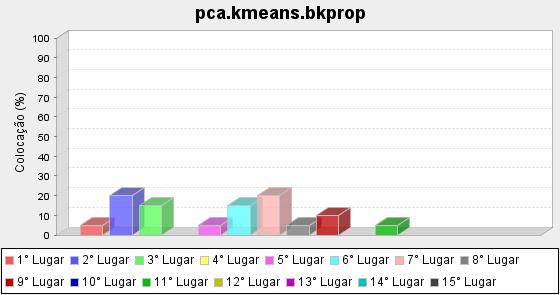 pca.kmeans.bkprop
100
90
80
70
60
50
40
30
20
10
0
Colocação (%)
1° Lugar 2° Lugar 3° Lugar 4° Lugar 5° Lugar 6° Lugar 7° Lugar 8° Lugar
9° Lugar 10° Lugar 11° Lugar 12° Lugar 13° Lugar 14° Lugar 15° Lugar